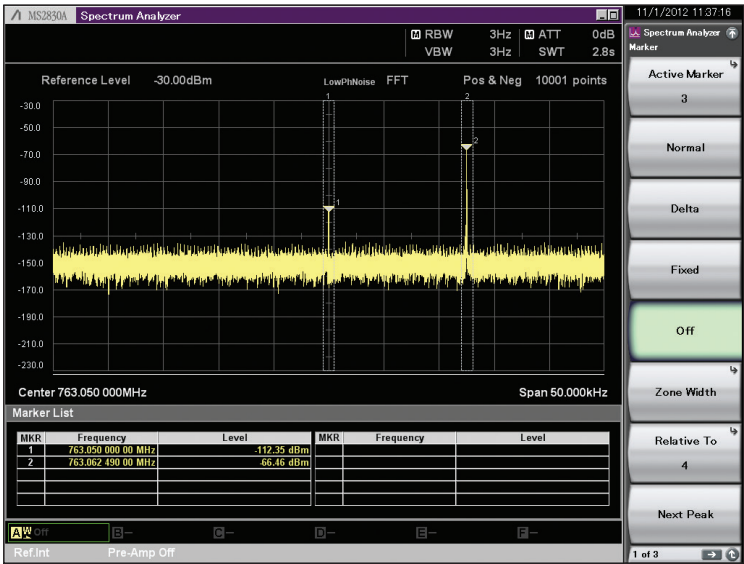 MS2830A Spectrum Analyzer
11/1/2012 11:37:16
M RBW 3Hz M ATT 0dB
VBW 3Hz SWT 2.8s
Reference Level -30.00dBm LowPhNoise FFT Pos & Neg 10001 points
1 2
-30.0
-50.0
2
-70.0
-90.0
1
-110.0
-130.0
-150.0
-170.0
-190.0
-210.0
-230.0
Center 763.050 000MHz Span 50.000kHz
Marker List
MKR Frequency Level MKR Frequency Level
1 763.050 000 00 MHz -112.35 dBm
2 763.062 490 00 MHz -66.46 dBm
A W Off B - C - D - E - F -
Ref.Int Pre-Amp Off
Spectrum Analyzer
Marker
Active Marker
3
Normal
Delta
Fixed
Off
Zone Width
Relative To
4
Next Peak
1 of 3